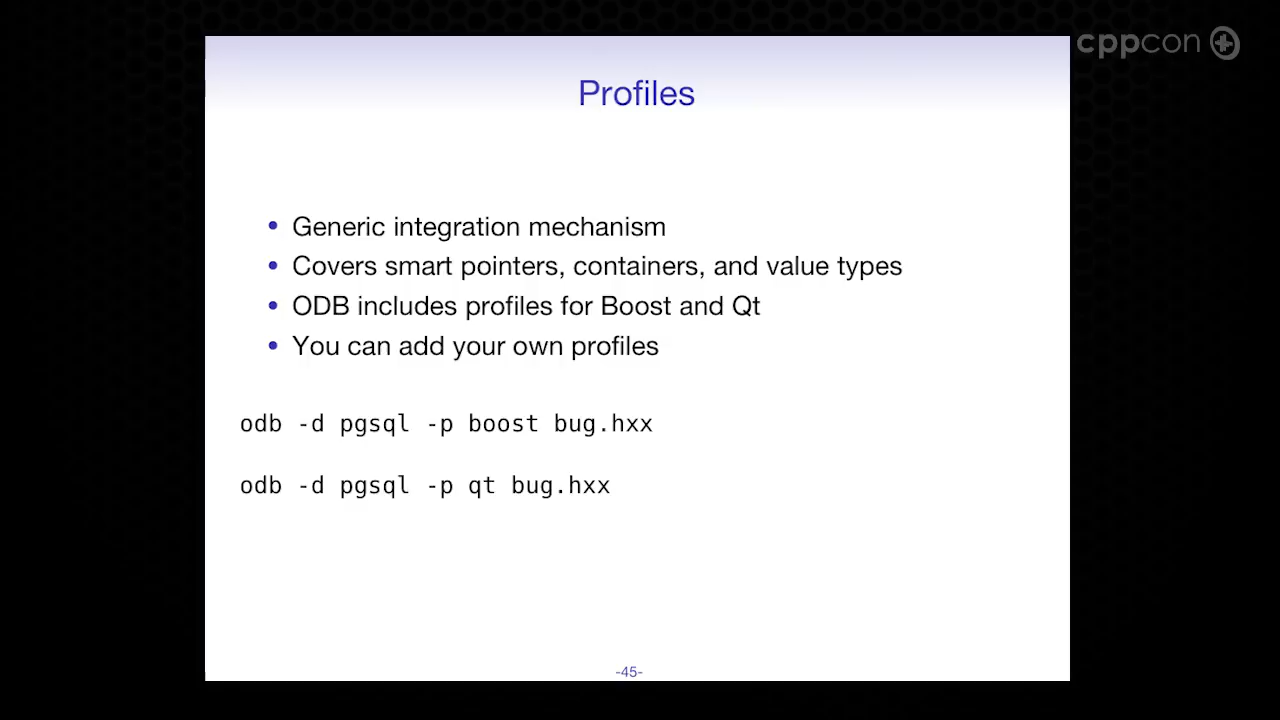 cppcon
Profiles
• Generic integration mechanism
• Covers smart pointers, containers, and value types
• ODB includes profiles for Boost and Qt
• You can add your own profiles
odb -d pgsql -p boost bug.hxx
odb -d pgsql -p qt bug.hxx
-45-